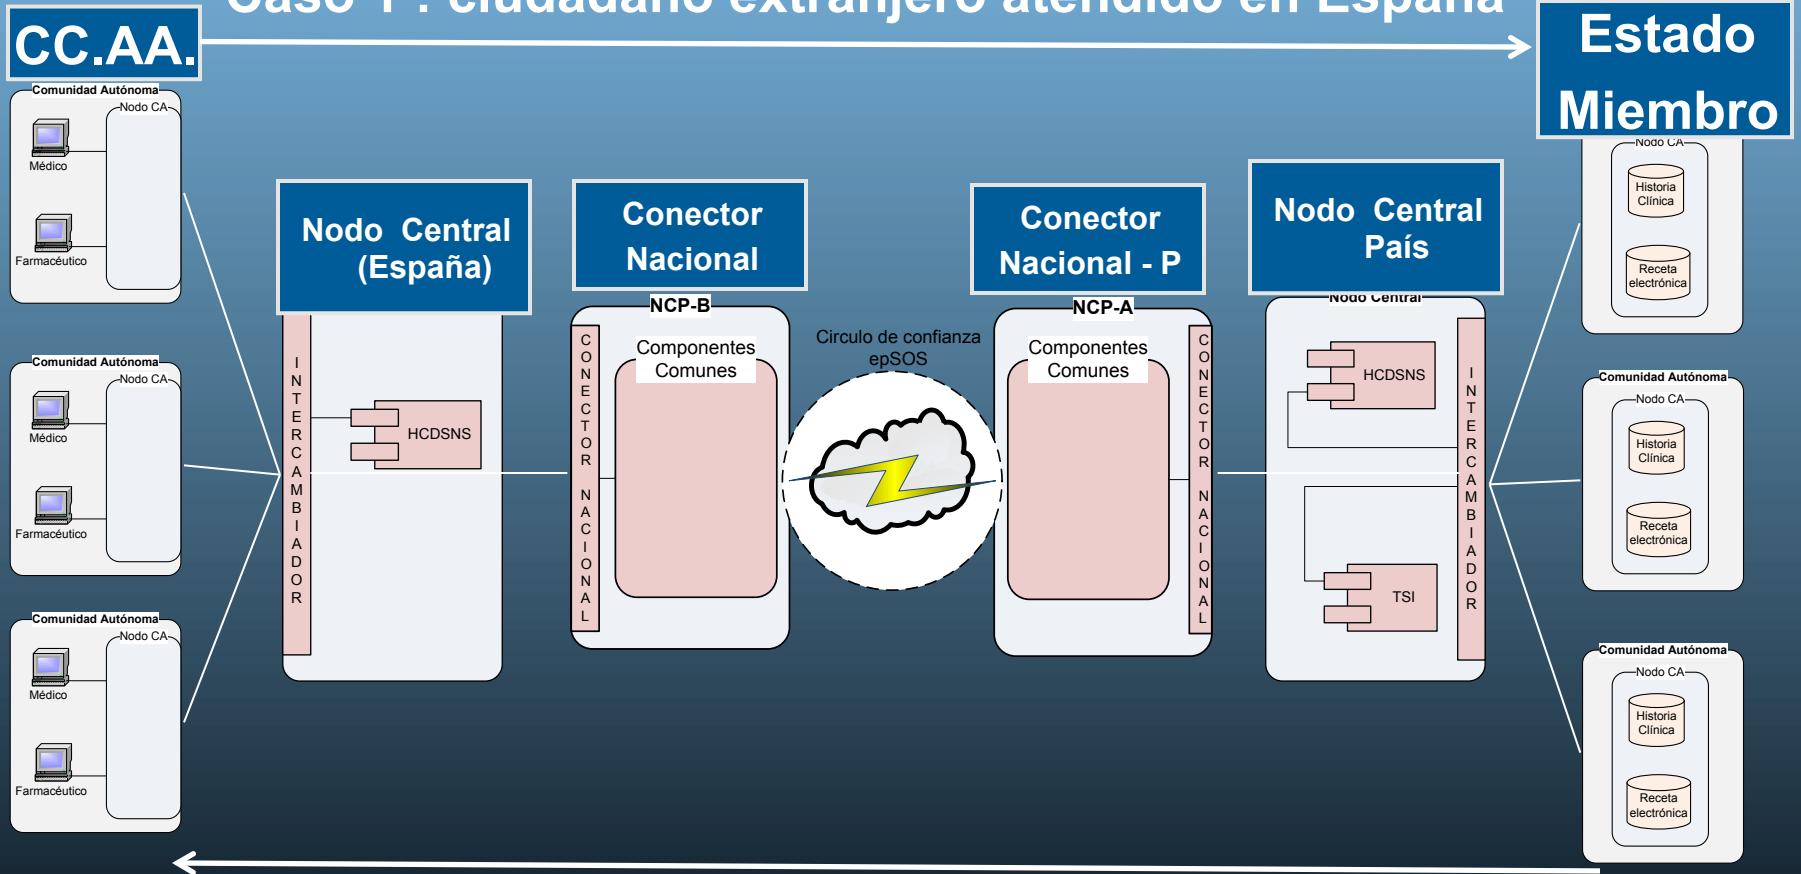 Caso 1 : ciudadano extranjero atendido en España
CC.AA.
Estado
Miembro
Comunidad Autónoma
Nodo CA
Médico
Farmacéutico
Comunidad Autónoma
Nodo CA
Médico
Farmacéutico
Comunidad Autónoma
Nodo CA
Médico
Farmacéutico
Nodo Central
(España)
INTERCAMBIADOR
HCDSNS
Conector
Nacional
NCP-B
CONECTOR NACIONAL
Componentes
Comunes
Circulo de confianza
epSOS
Conector
Nacional - P
NCP-A
Componentes
Comunes
CONECTOR NACIONAL
Nodo Central
País
Nodo Central
HCDSNS
TSI
INTERCAMBIADOR
Nodo CA
Historia
Clínica
Receta
electrónica
Comunidad Autónoma
Nodo CA
Historia
Clínica
Receta
electrónica
Comunidad Autónoma
Nodo CA
Historia
Clínica
Receta
electrónica